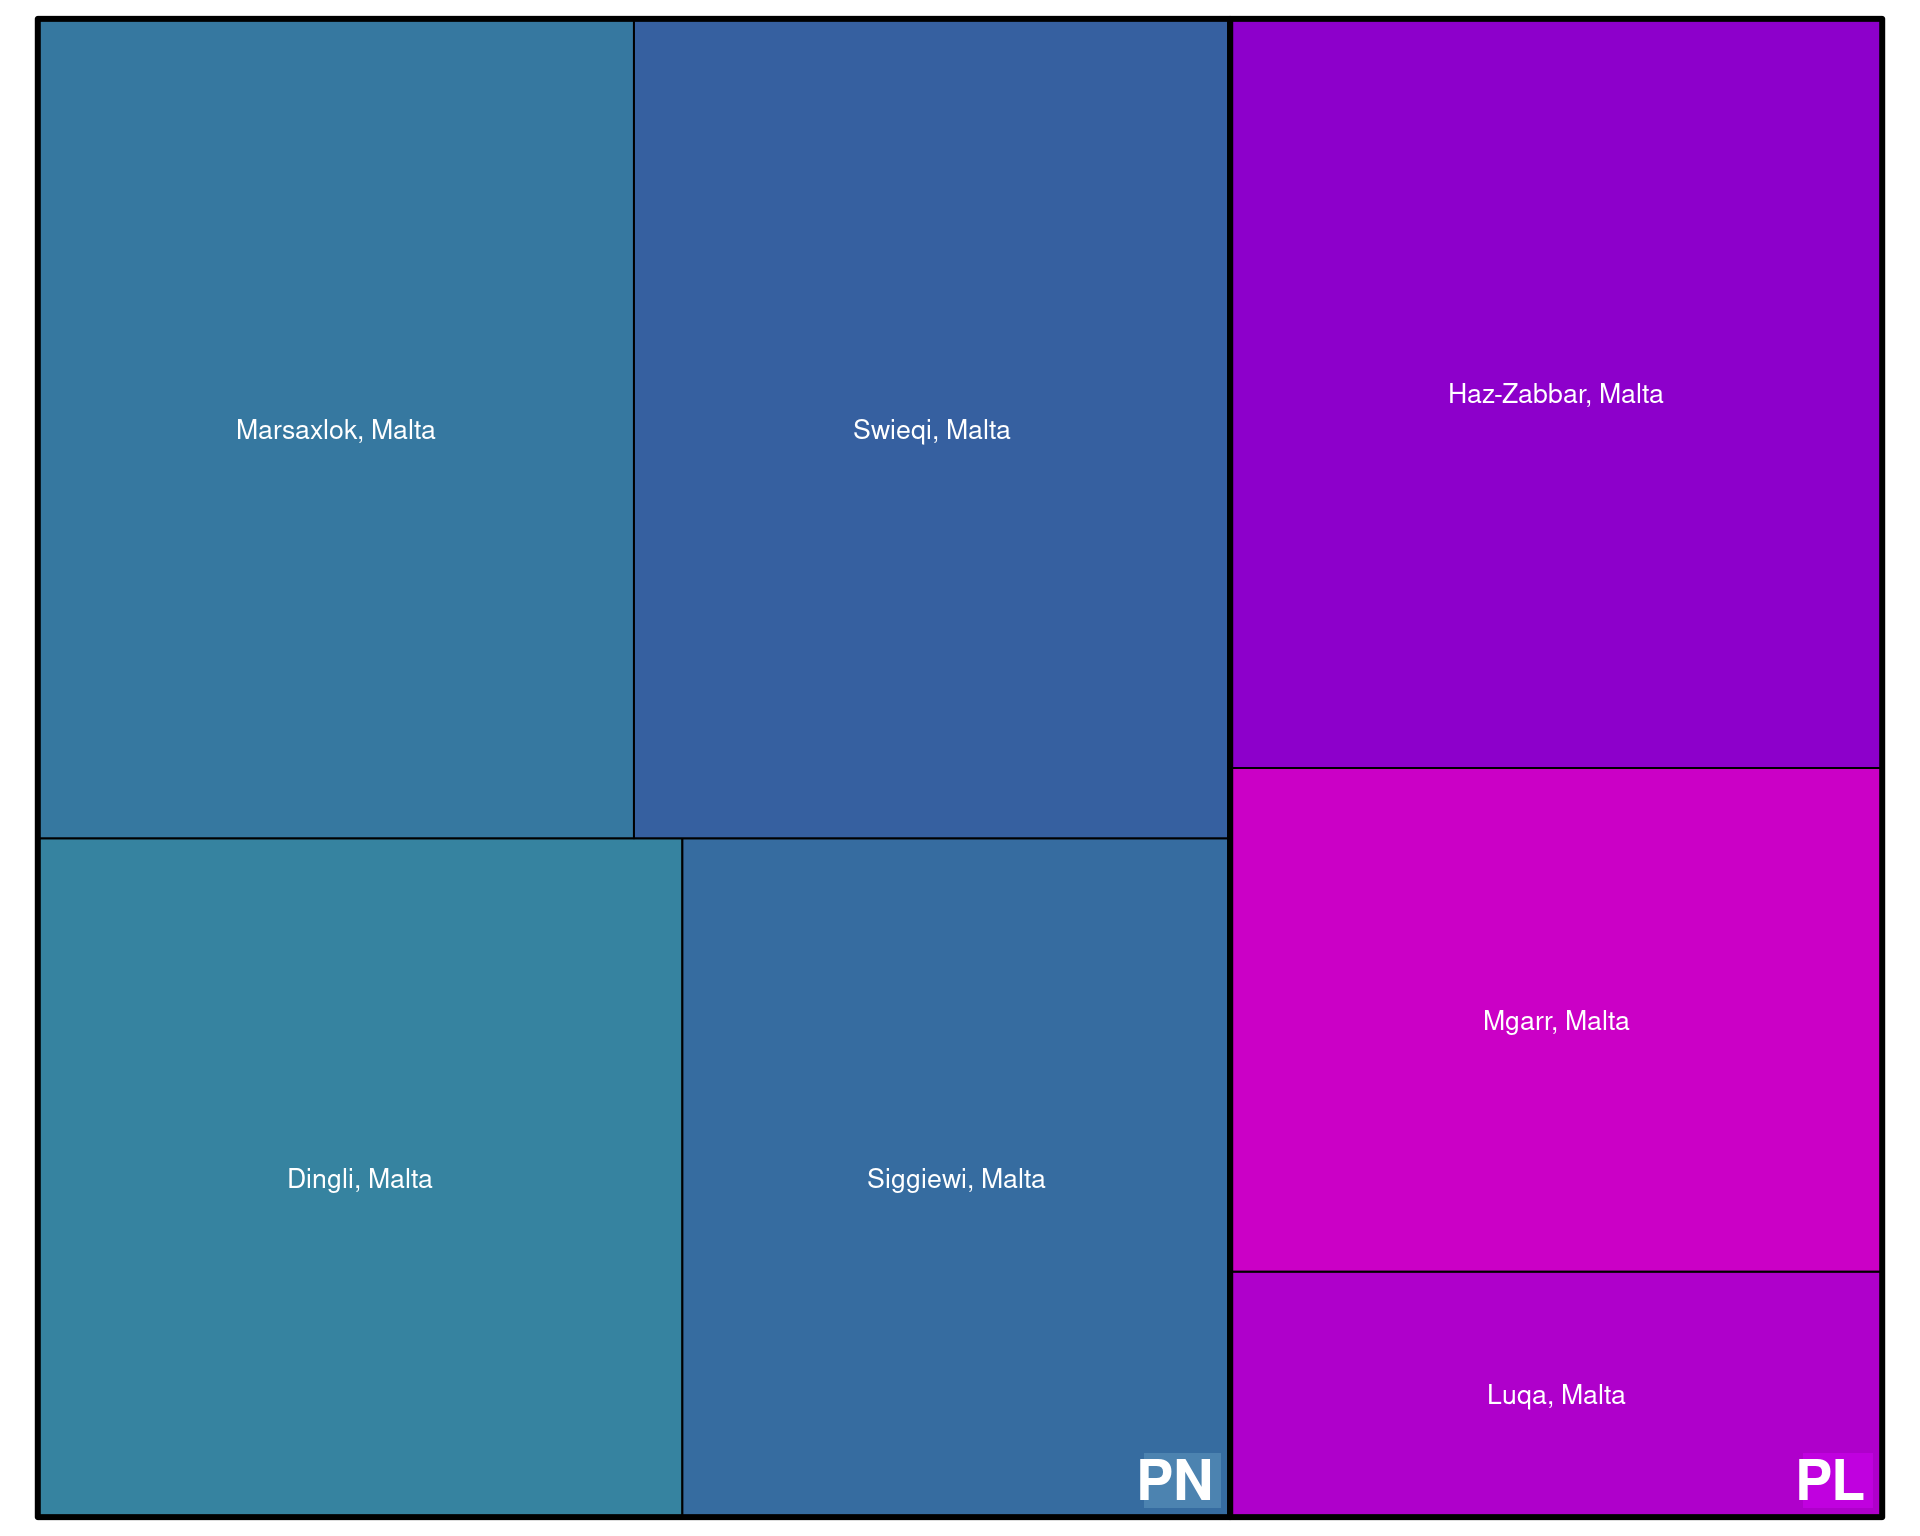 Marsaxlok, Malta
Swieqi, Malta
Haz-Zabbar, Malta
Mgarr, Malta
Dingli, Malta
Siggiewi, Malta
Luqa, Malta
PN
PL